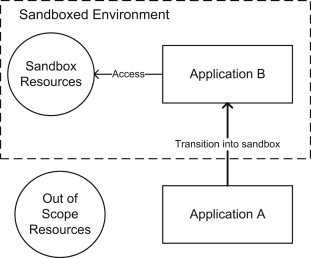 Sandboxed Environment
Sandbox
Resources
Access
Application B
Transition into sandbox
Out of
Scope
Resources
Application A